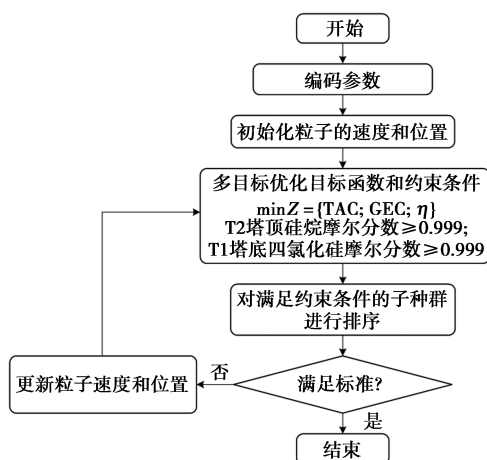 开始
编码参数
初始化粒子的速度和位置
多目标优化目标函数和约束条件
minZ={TAC; GEC; η}
T2塔顶硅烷摩尔分数≥0.999;
T1塔底四氯化硅摩尔分数≥0.999
对满足约束条件的子种群
进行排序
满足标准?
否
更新粒子速度和位置
是
结束